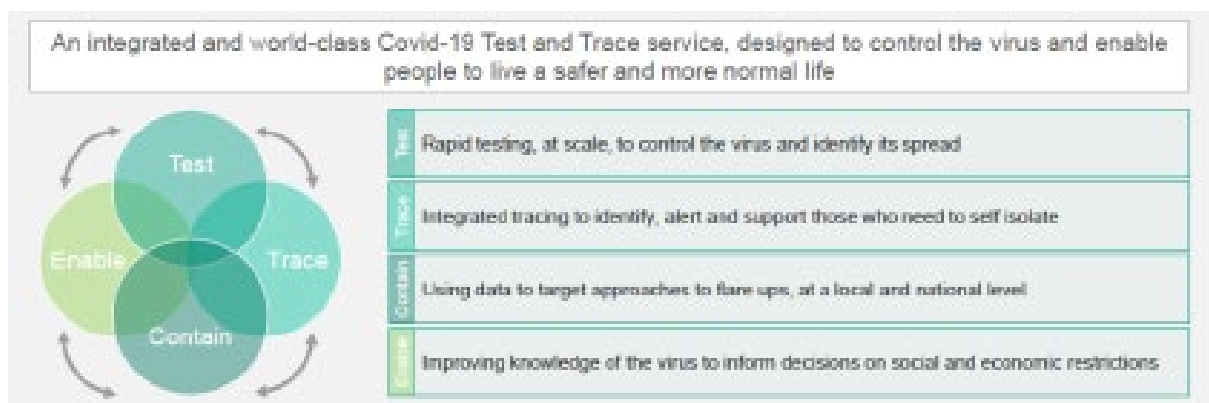 An integrated and world-class Covid-19 Test and Trace service, designed to control the virus and enable
people to live a safer and more normal life
Test
Enable
Trace
Contain
Test
Rapid testing, at scale, to control the virus and identify its spread
Trace
Integrated tracing to identify, alert and support those who need to self isolate
Contain
Using data to target approaches to flare ups, at a local and national level
Enable
Improving knowledge of the virus to inform decisions on social and economic restrictions